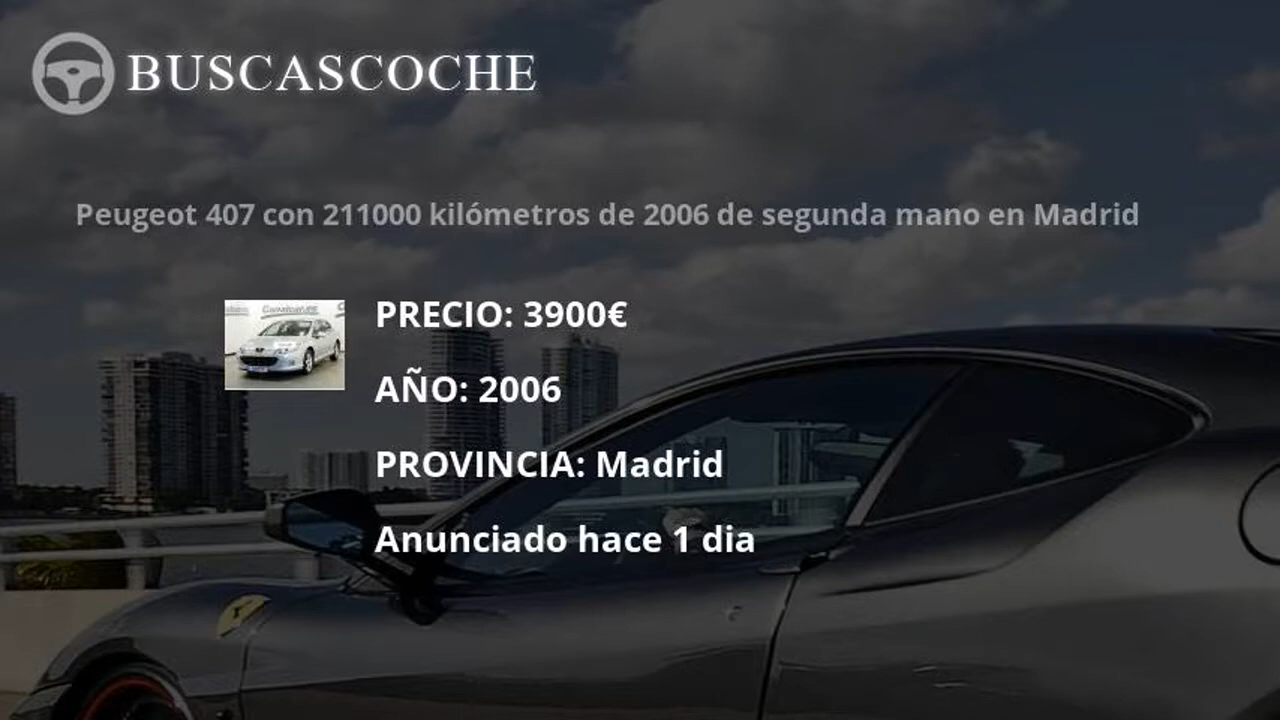 BUSCASCOCHE
Peugeot 407 con 211000 kilómetros de 2006 de segunda mano en Madrid
PRECIO: 3900€
AÑO: 2006
PROVINCIA: Madrid
Anunciado hace 1 dia